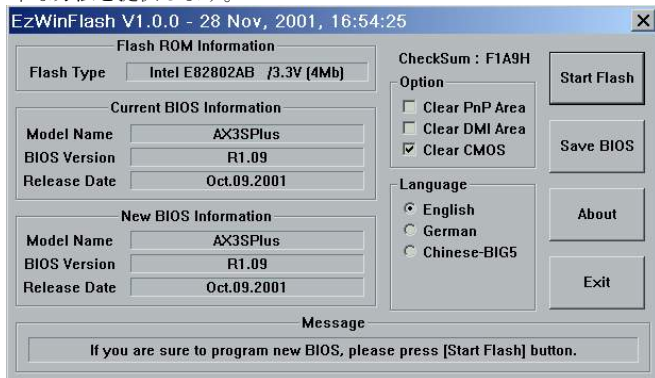 EzWinFlash V1.0.0 - 28 Nov, 2001, 16:54:25
Flash ROM Information
Flash Type Intel E82802AB /3.3V (4Mb)
Current BIOS Information
Model Name AX3SPlus
BIOS Version R1.09
Release Date Oct.09.2001
New BIOS Information
Model Name AX3SPlus
BIOS Version R1.09
Release Date Oct.09.2001
CheckSum : F1A9H
Option
Clear PnP Area
Clear DMI Area
Clear CMOS
Language
English
German
Chinese-BIG5
Start Flash
Save BIOS
About
Exit
Message
If you are sure to program new BIOS, please press [Start Flash] button.